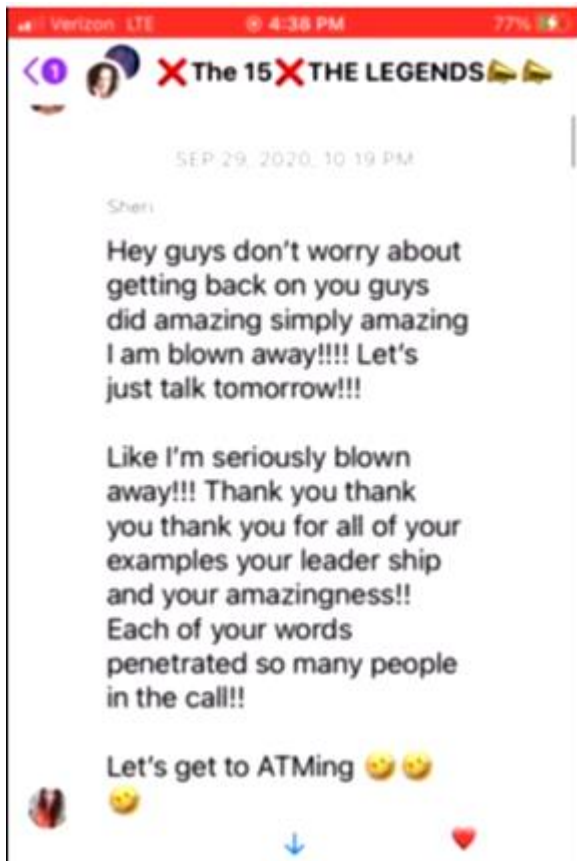 Verizon LTE 4:38 PM 77%
1 ❌The 15❌THE LEGENDS📣📣
SEP 29, 2020, 10:19 PM
Sheri
Hey guys don't worry about
getting back on you guys
did amazing simply amazing
I am blown away!!!! Let's
just talk tomorrow!!!
Like I'm seriously blown
away!!! Thank you thank
you thank you for all of your
examples your leader ship
and your amazingness!!
Each of your words
penetrated so many people
in the call!!
Let's get to ATMing 🤣🤣
🤣